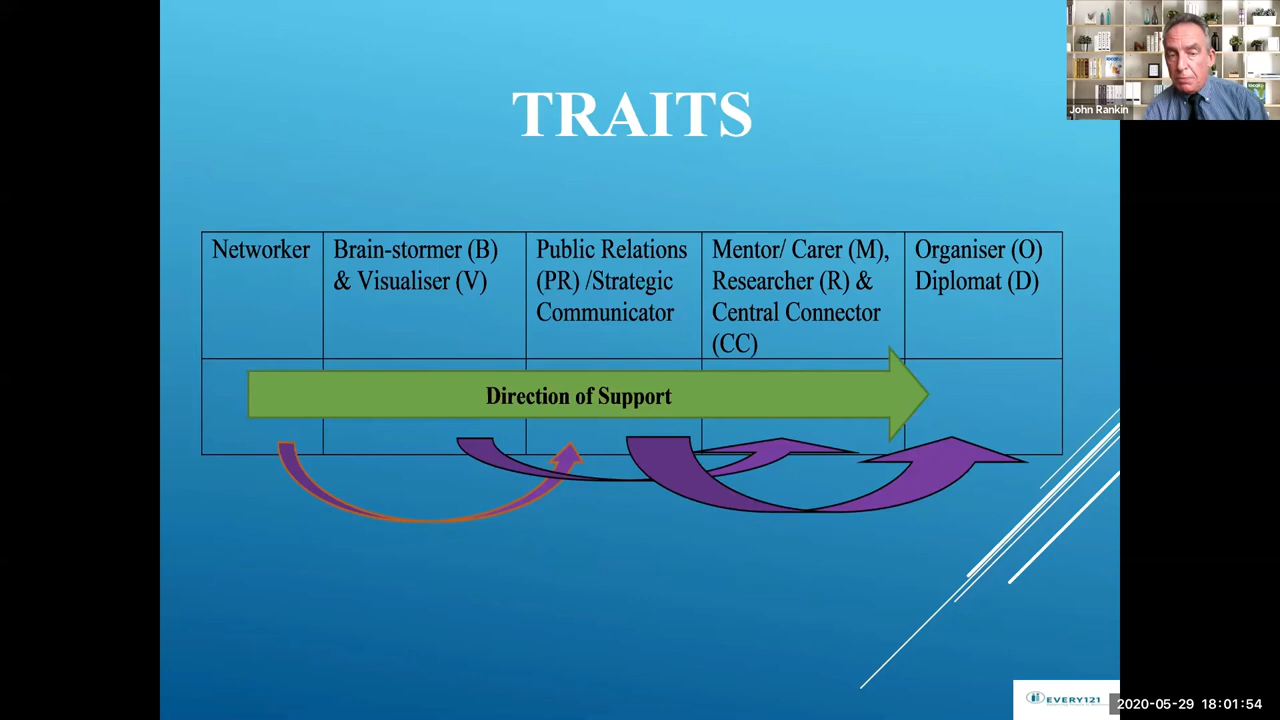 TRAITS
John Rankin
Networker
Brain-stormer (B)
& Visualiser (V)
Public Relations
(PR) /Strategic
Communicator
Mentor/ Carer (M),
Researcher (R) &
Central Connector
(CC)
Organiser (O)
Diplomat (D)
Direction of Support
EVERY121
2020-05-29 18:01:54